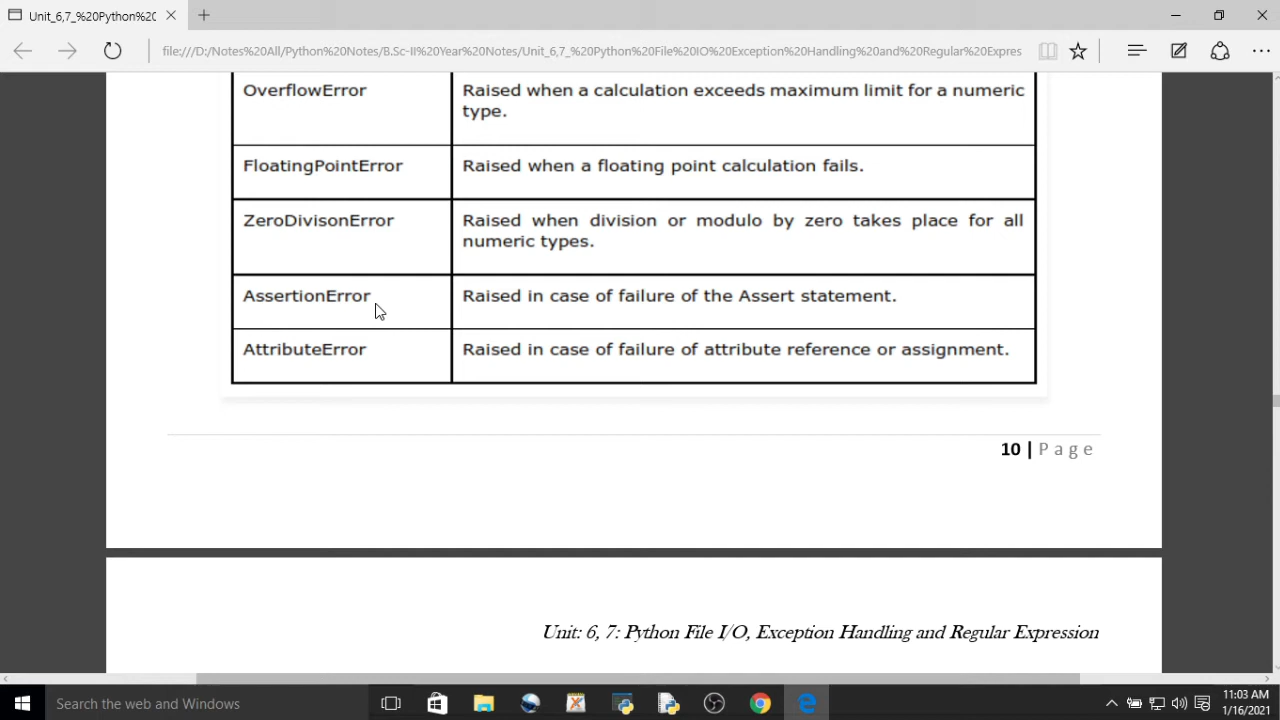 Unit_6,7_%20Python%20
file:///D:/Notes%20All/Python%20Notes/B.Sc-II%20Year%20Notes/Unit_6,7_%20Python%20File%20IO%20Exception%20Handling%20and%20Regular%20Expres
OverflowError
Raised when a calculation exceeds maximum limit for a numeric
type.
FloatingPointError
Raised when a floating point calculation fails.
ZeroDivisonError
Raised when division or modulo by zero takes place for all
numeric types.
AssertionError
Raised in case of failure of the Assert statement.
AttributeError
Raised in case of failure of attribute reference or assignment.
10 | Page
Unit: 6, 7: Python File I/O, Exception Handling and Regular Expression
Search the web and Windows
11:03 AM
1/16/2021